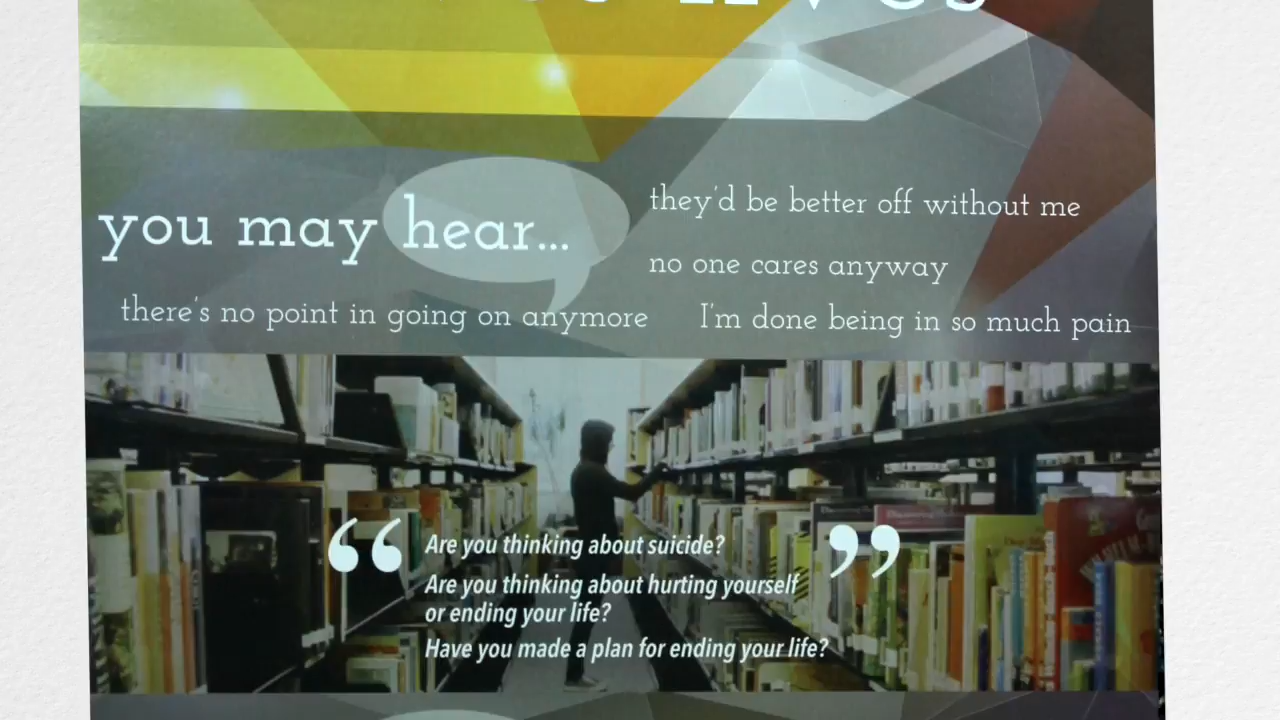 lives
you may hear...
they'd be better off without me
no one cares anyway
there's no point in going on anymore
I'm done being in so much pain
“ Are you thinking about suicide? ”
Are you thinking about hurting yourself
or ending your life?
Have you made a plan for ending your life?